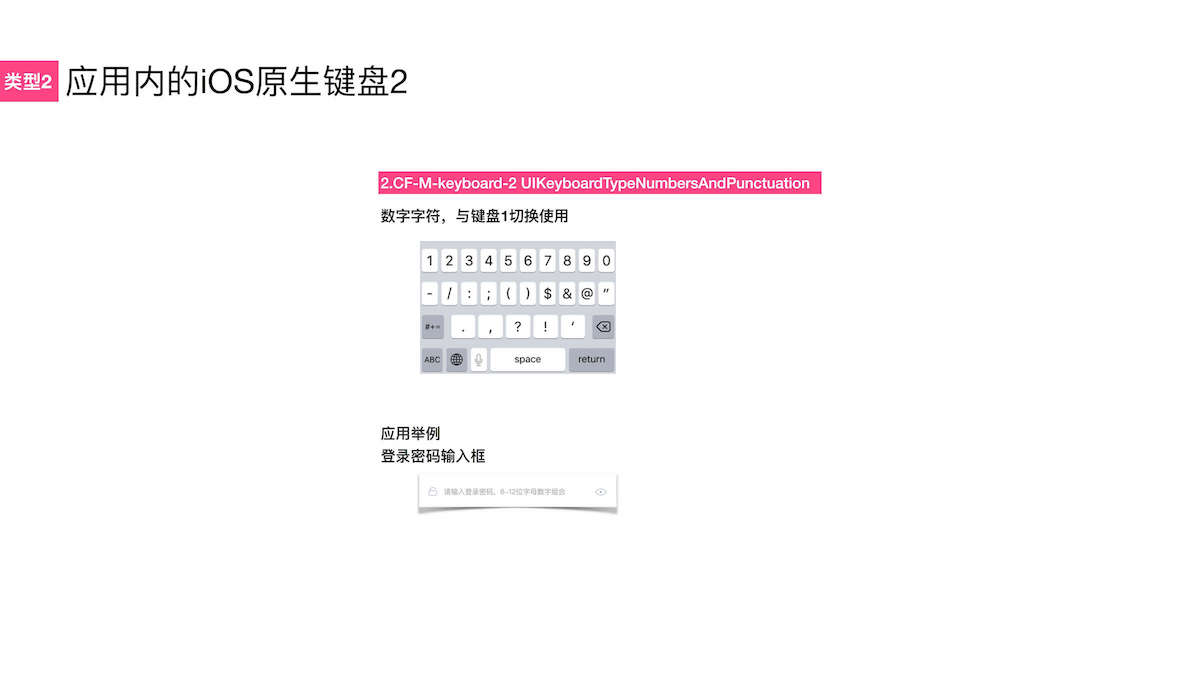 类型2 应用内的iOS原生键盘2
2.CF-M-keyboard-2 UIKeyboardTypeNumbersAndPunctuation
数字字符，与键盘1切换使用
1 2 3 4 5 6 7 8 9 0
- / : ; ( ) $ & @ "
#+= . , ? ! '
ABC space return
应用举例
登录密码输入框
请输入登录密码，6-12位字母数字组合